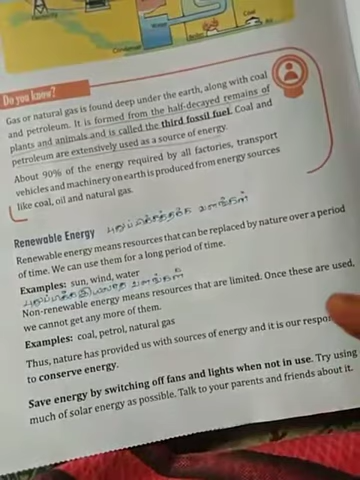 Electricity
Water
Condenser
Boiler
Coal
Do you know?
Gas or natural gas is found deep under the earth, along with coal
and petroleum. It is formed from the half-decayed remains of
plants and animals and is called the third fossil fuel. Coal and
petroleum are extensively used as a source of energy.
About 90% of the energy required by all factories, transport
vehicles and machinery on earth is produced from energy sources
like coal, oil and natural gas.
Renewable Energy புதுப்பிக்கத்தக்க வளங்கள்
Renewable energy means resources that can be replaced by nature over a period
of time. We can use them for a long period of time.
Examples: sun, wind, water
வளங்கள்
Non-renewable energy means resources that are limited. Once these are used,
we cannot get any more of them.
Examples: coal, petrol, natural gas
Thus, nature has provided us with sources of energy and it is our respon
to conserve energy.
Save energy by switching off fans and lights when not in use. Try using
much of solar energy as possible. Talk to your parents and friends about it.